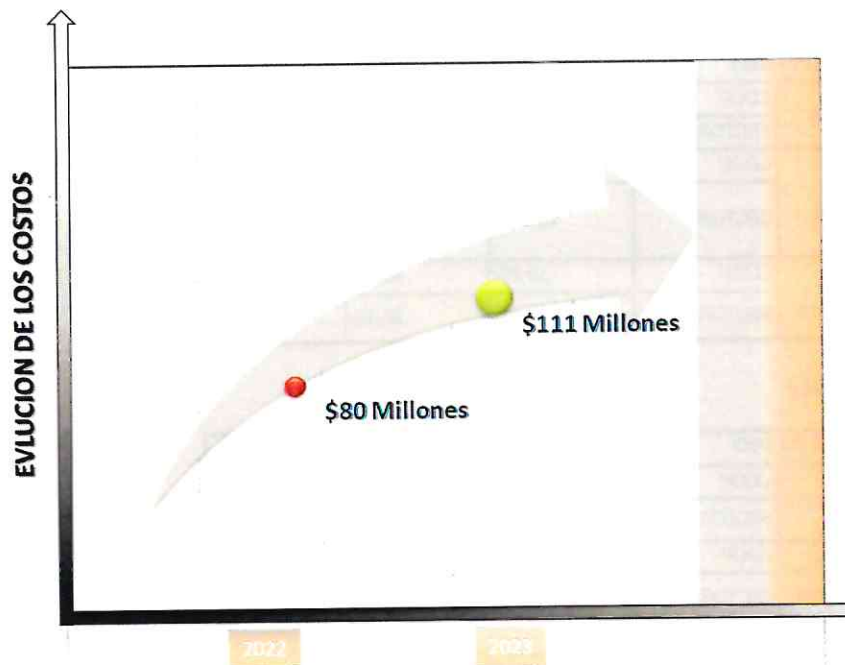 EVLUCION DE LOS COSTOS
$111 Millones
$80 Millones
2022
2023